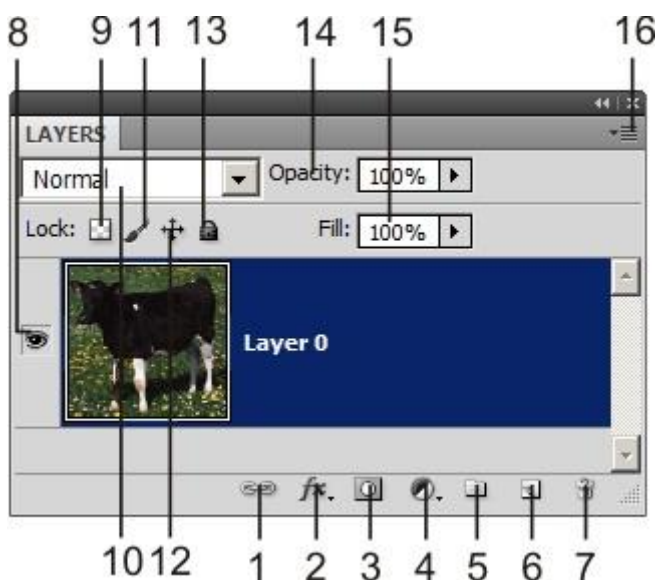 8 9 11 13 14 15 16
LAYERS
Normal Opacity: 100%
Lock: Fill: 100%
Layer 0
fx.
10 12 1 2 3 4 5 6 7